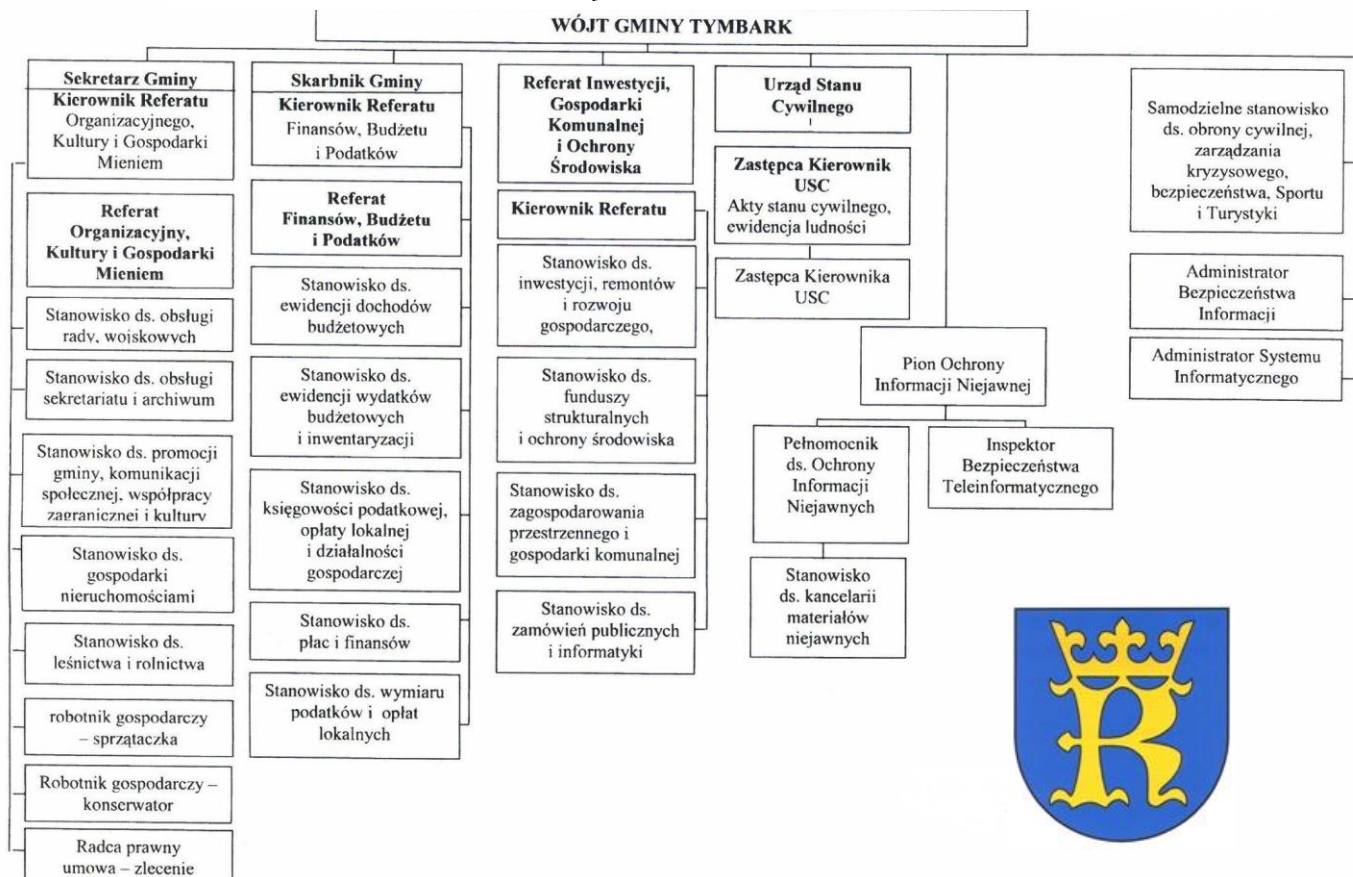 WÓJT GMINY TYMBARK
Sekretarz Gminy
Kierownik Referatu
Organizacyjnego,
Kultury i Gospodarki
Mieniem
Referat
Organizacyjny,
Kultury i Gospodarki
Mieniem
Stanowisko ds. obsługi
rady, wojskowych
Stanowisko ds. obsługi
sekretariatu i archiwum
Stanowisko ds. promocji
gminy, komunikacji
społecznej, współpracy
zagranicznej i kultury
Stanowisko ds.
gospodarki
nieruchomościami
Stanowisko ds.
leśnictwa i rolnictwa
robotnik gospodarczy
– sprzątaczka
Robotnik gospodarczy –
konserwator
Radca prawny
umowa – zlecenie
Skarbnik Gminy
Kierownik Referatu
Finansów, Budżetu
i Podatków
Referat
Finansów, Budżetu
i Podatków
Stanowisko ds.
ewidencji dochodów
budżetowych
Stanowisko ds.
ewidencji wydatków
budżetowych
i inwentaryzacji
Stanowisko ds.
księgowości podatkowej,
opłaty lokalnej
i działalności
gospodarczej
Stanowisko ds.
płac i finansów
Stanowisko ds. wymiaru
podatków i opłat
lokalnych
Referat Inwestycji,
Gospodarki
Komunalnej
i Ochrony
Środowiska
Kierownik Referatu
Stanowisko ds.
inwestycji, remontów
i rozwoju
gospodarczego,
Stanowisko ds.
funduszy
strukturalnych
i ochrony środowiska
Stanowisko ds.
zagospodarowania
przestrzennego i
gospodarki komunalnej
Stanowisko ds.
zamówień publicznych
i informatyki
Urząd Stanu
Cywilnego
Zastępca Kierownik
USC
Akty stanu cywilnego,
ewidencja ludności
Zastępca Kierownika
USC
Pion Ochrony
Informacji Niejawnej
Pełnomocnik
ds. Ochrony
Informacji
Niejawnych
Stanowisko
ds. kancelarii
materiałów
niejawnych
Inspektor
Bezpieczeństwa
Teleinformatycznego
Samodzielne stanowisko
ds. obrony cywilnej,
zarządzania
kryzysowego,
bezpieczeństwa, Sportu
i Turystyki
Administrator
Bezpieczeństwa
Informacji
Administrator Systemu
Informatycznego
R